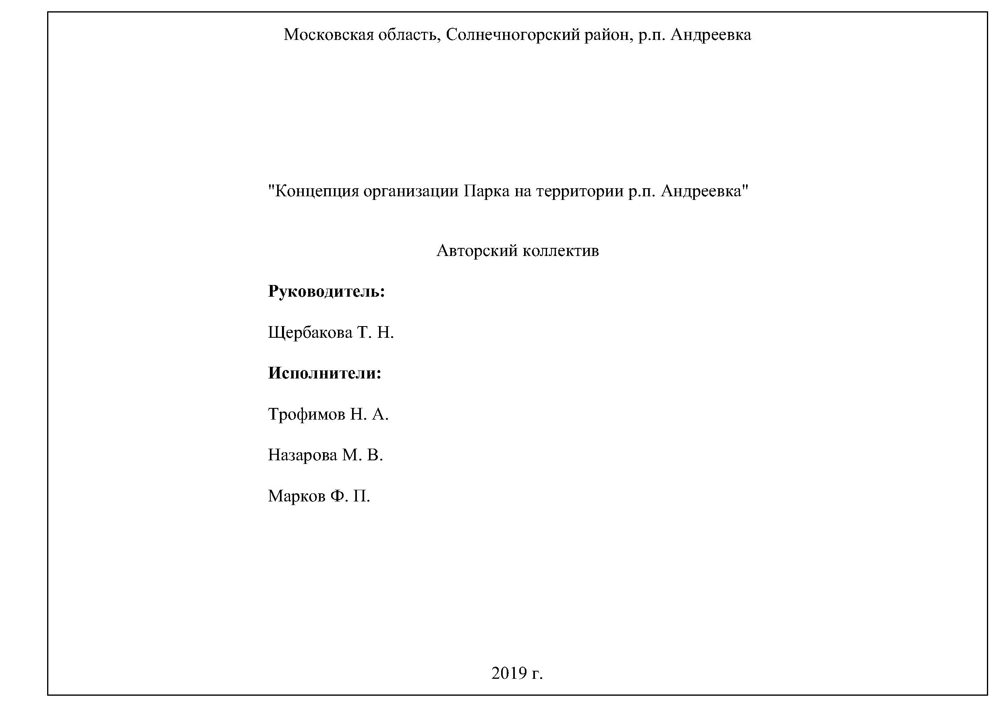 Московская область, Солнечногорский район, р.п. Андреевка
"Концепция организации Парка на территории р.п. Андреевка"
Авторский коллектив
Руководитель:
Щербакова Т. Н.
Исполнители:
Трофимов Н. А.
Назарова М. В.
Марков Ф. П.
2019 г.